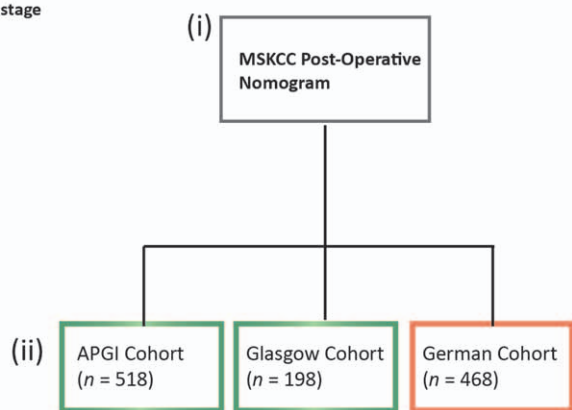 stage
(i)
MSKCC Post-Operative
Nomogram
(ii)
APGI Cohort
(n = 518)
Glasgow Cohort
(n = 198)
German Cohort
(n = 468)